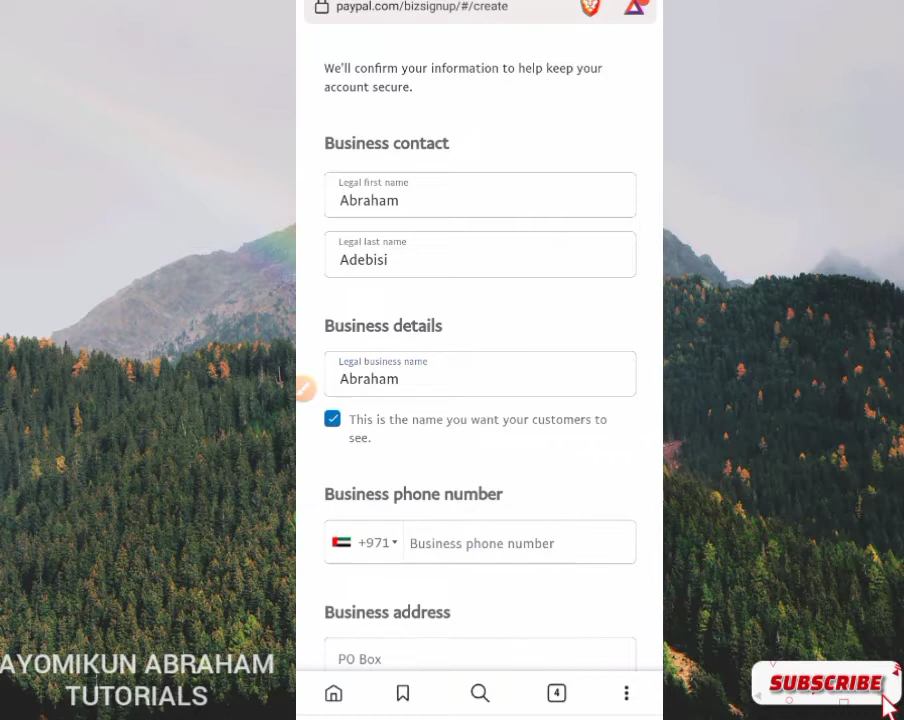 paypal.com/bizsignup/#/create
We'll confirm your information to help keep your
account secure.
Business contact
Legal first name
Abraham
Legal last name
Adebisi
Business details
Legal business name
Abraham
This is the name you want your customers to
see.
Business phone number
+971
Business phone number
Business address
PO Box
4
AYOMIKUN ABRAHAM
TUTORIALS
SUBSCRIBE